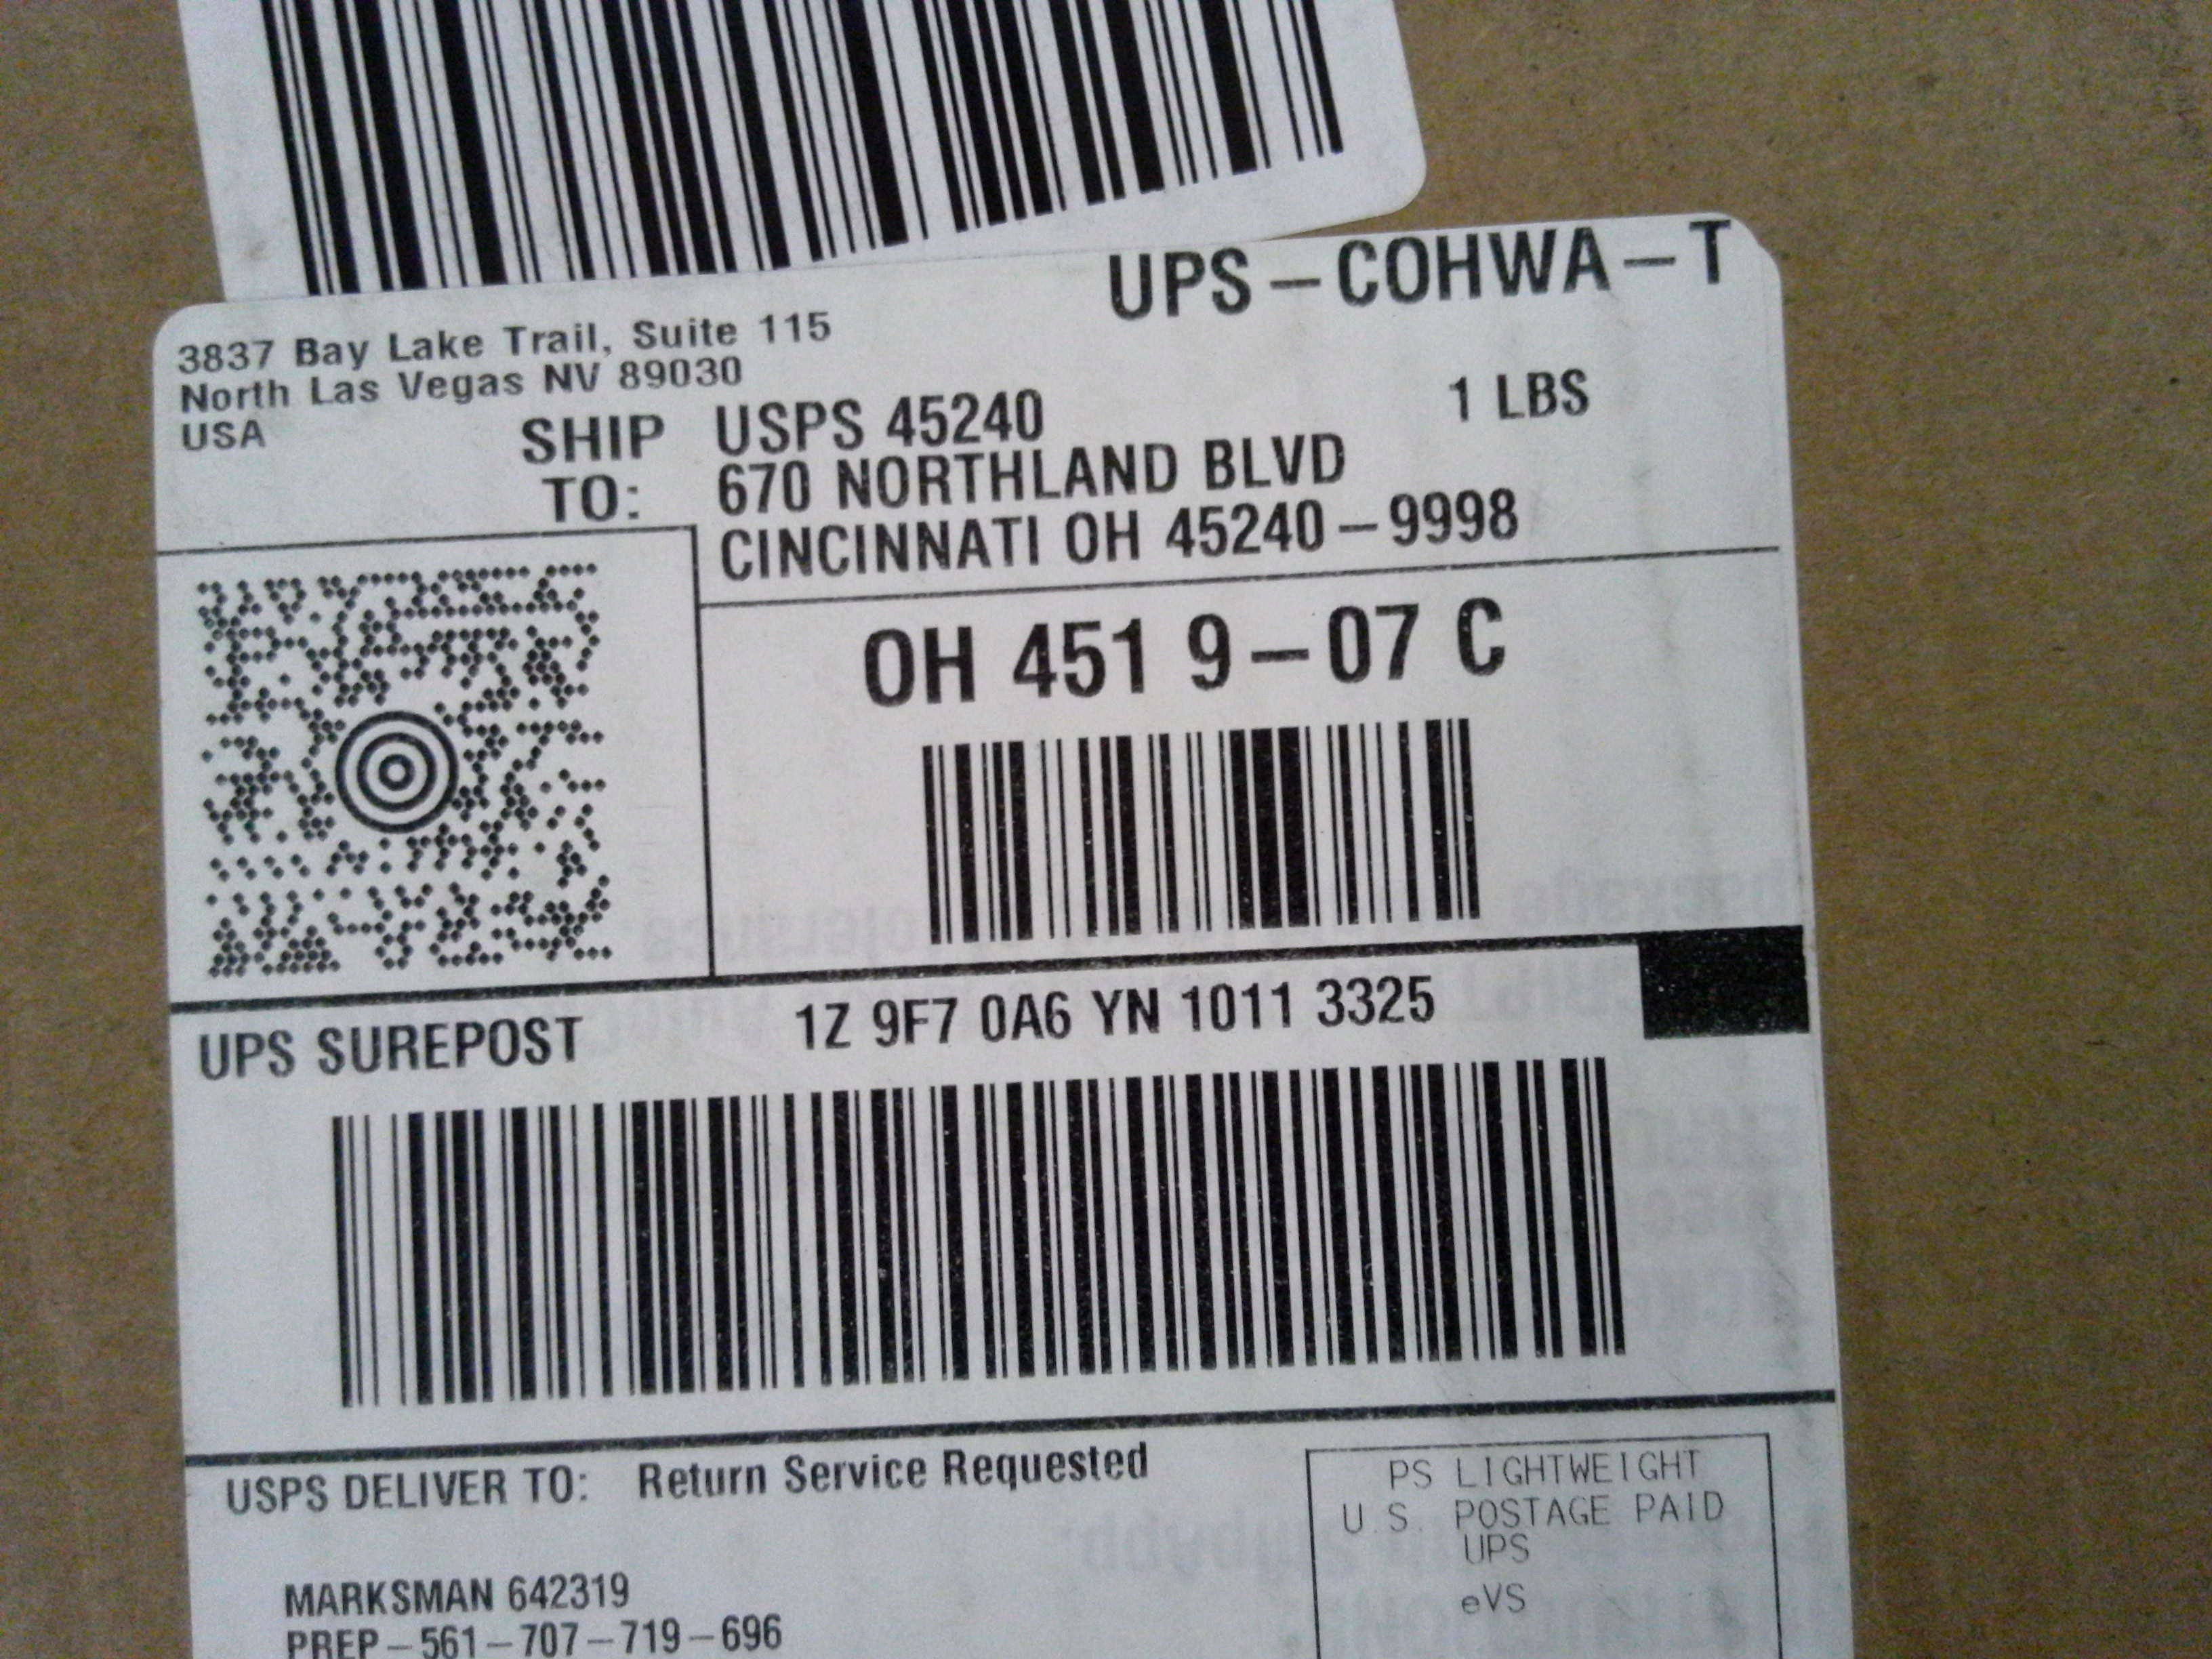 UPS-COHWA-T
3837 Bay Lake Trail, Suite 115
North Las Vegas NV 89030
USA
1 LBS
SHIP TO:
USPS 45240
670 NORTHLAND BLVD
CINCINNATI OH 45240-9998
OH 451 9-07 C
UPS SUREPOST 1Z 9F7 0A6 YN 1011 3325
USPS DELIVER TO: Return Service Requested
PS LIGHTWEIGHT
U.S. POSTAGE PAID
UPS
eVS
MARKSMAN 642319
PREP-561-707-719-696